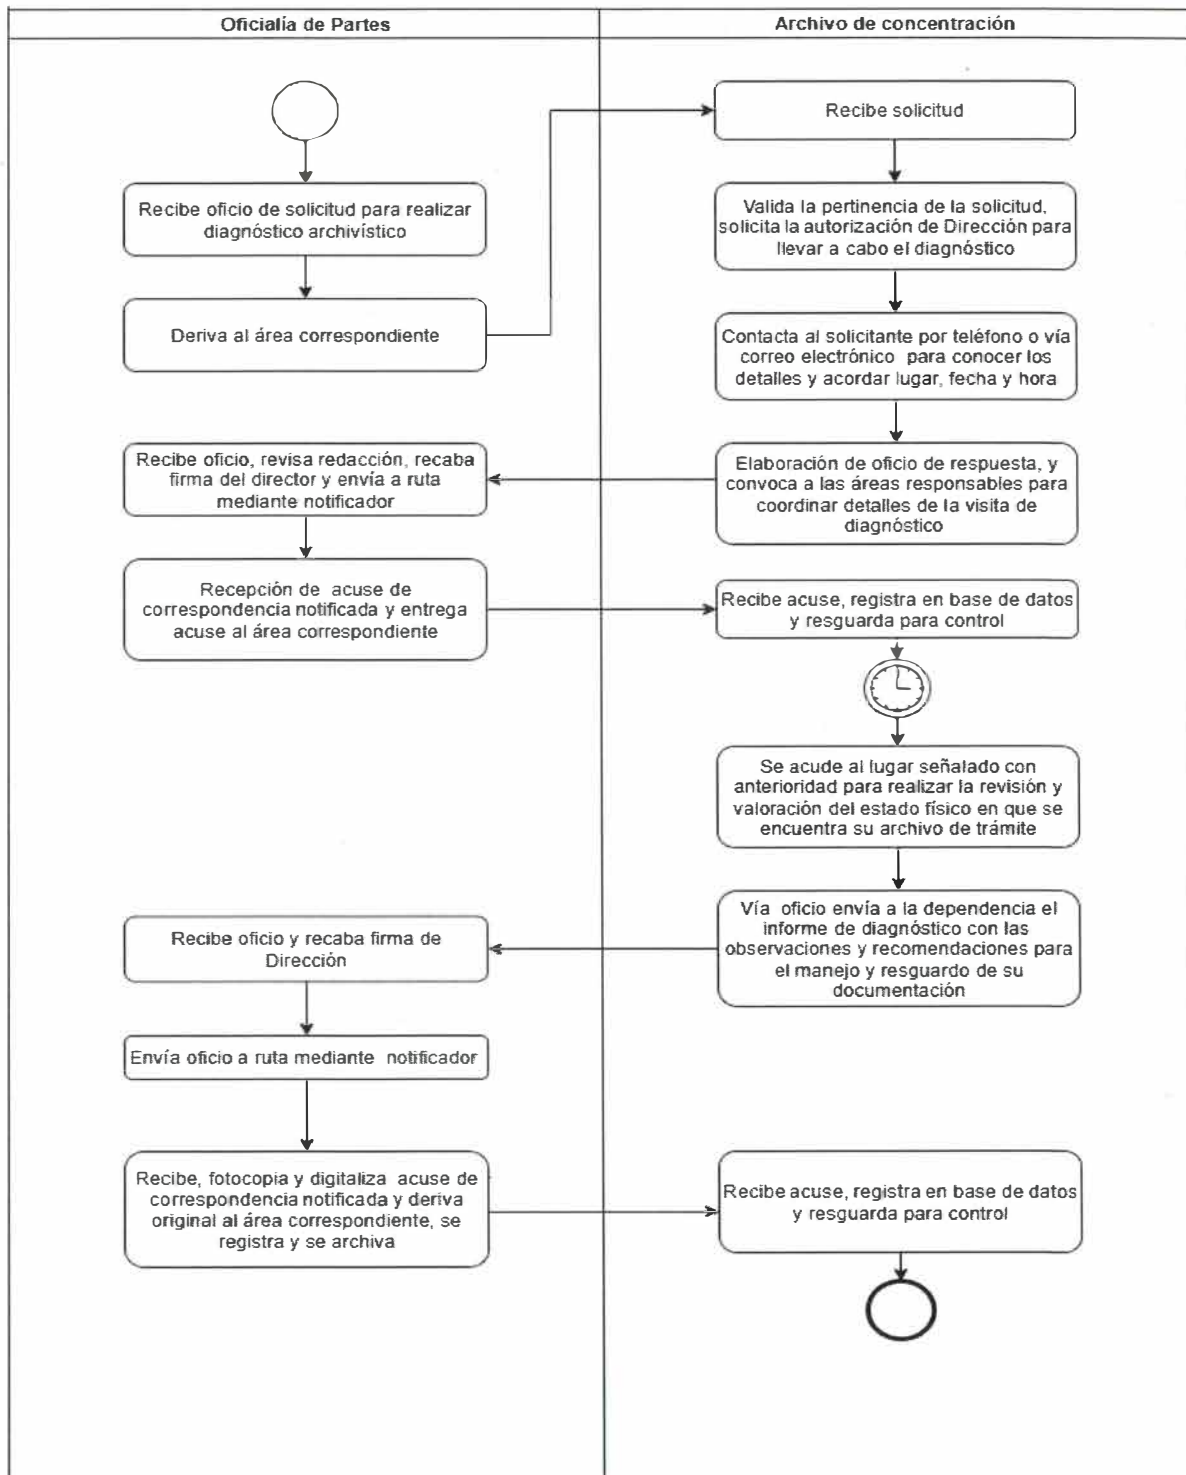 Oficialía de Partes
Archivo de concentración
Recibe oficio de solicitud para realizar
diagnóstico archivístico
Deriva al área correspondiente
Recibe solicitud
Valida la pertinencia de la solicitud,
solicita la autorización de Dirección para
llevar a cabo el diagnóstico
Contacta al solicitante por teléfono o vía
correo electrónico para conocer los
detalles y acordar lugar, fecha y hora
Elaboración de oficio de respuesta, y
convoca a las áreas responsables para
coordinar detalles de la visita de
diagnóstico
Recibe oficio, revisa redacción, recaba
firma del director y envía a ruta
mediante notificador
Recepción de acuse de
correspondencia notificada y entrega
acuse al área correspondiente
Recibe acuse, registra en base de datos
y resguarda para control
Se acude al lugar señalado con
anterioridad para realizar la revisión y
valoración del estado físico en que se
encuentra su archivo de trámite
Vía oficio envía a la dependencia el
informe de diagnóstico con las
observaciones y recomendaciones para
el manejo y resguardo de su
documentación
Recibe oficio y recaba firma de
Dirección
Envía oficio a ruta mediante notificador
Recibe, fotocopia y digitaliza acuse de
correspondencia notificada y deriva
original al área correspondiente, se
registra y se archiva
Recibe acuse, registra en base de datos
y resguarda para control